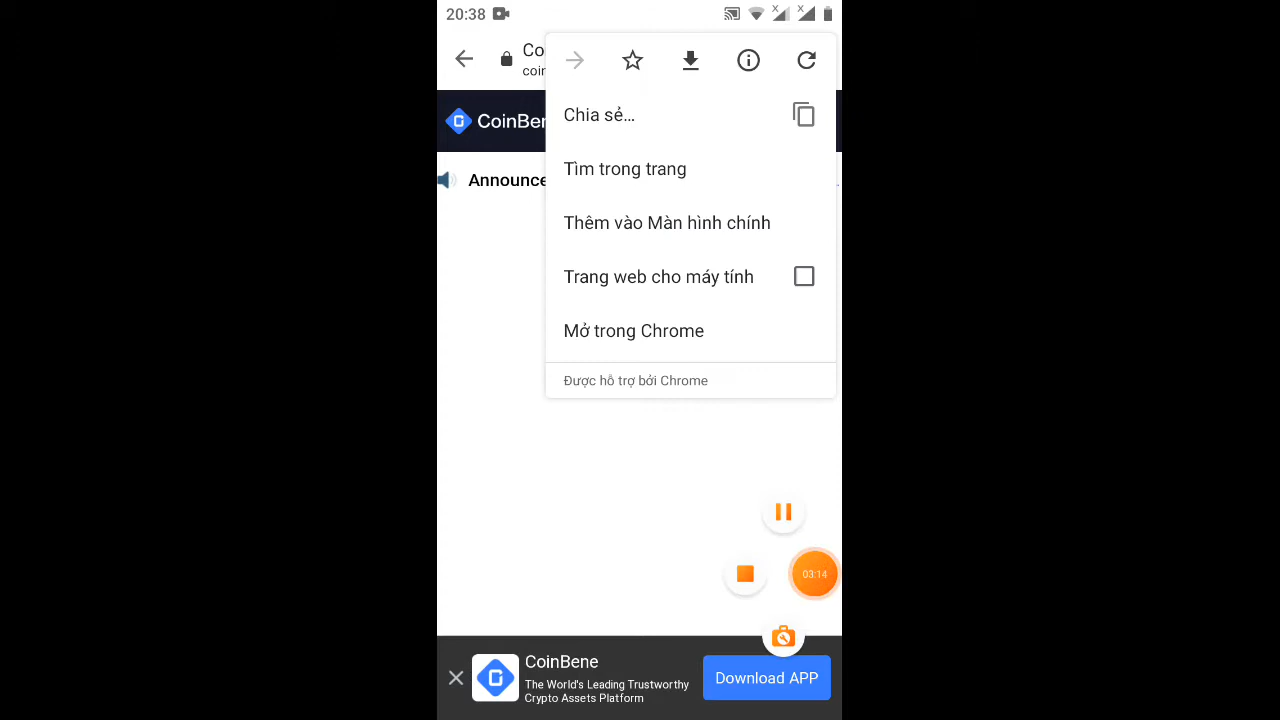 20:38
Co
coin
CoinBen
Announce
Chia sẻ...
Tìm trong trang
Thêm vào Màn hình chính
Trang web cho máy tính
Mở trong Chrome
Được hỗ trợ bởi Chrome
03:14
CoinBene
The World's Leading Trustworthy
Crypto Assets Platform
Download APP